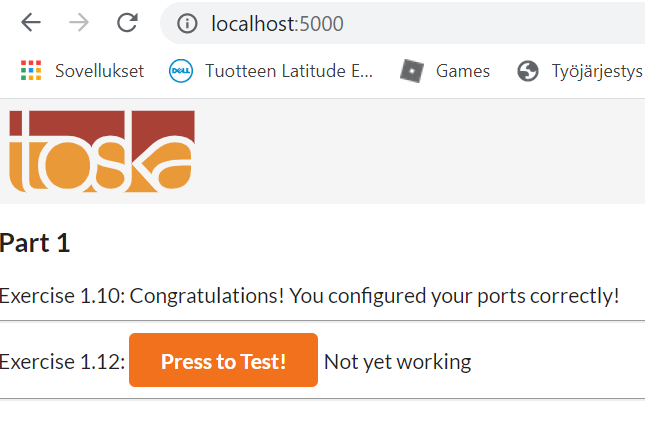 localhost:5000
Sovellukset DELL Tuotteen Latitude E... Games Työjärjestys
toska
Part 1
Exercise 1.10: Congratulations! You configured your ports correctly!
Exercise 1.12: Press to Test! Not yet working